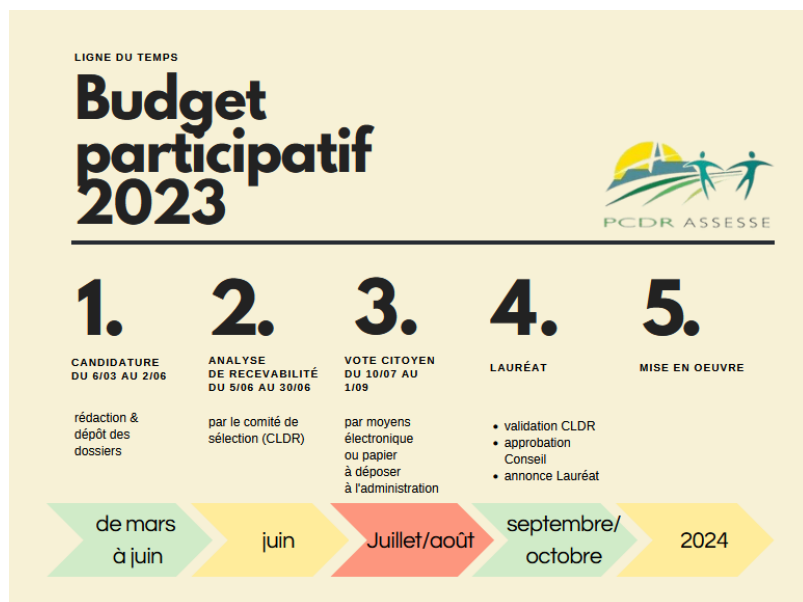 LIGNE DU TEMPS
Budget
participatif
2023
PCDR ASSESSE
1.
CANDIDATURE
DU 6/03 AU 2/06
rédaction &
dépôt des
dossiers
2.
ANALYSE
DE RECEVABILITÉ
DU 5/06 AU 30/06
par le comité de
sélection (CLDR)
3.
VOTE CITOYEN
DU 10/07 AU
1/09
par moyens
électronique
ou papier
à déposer
à l'administration
4.
LAURÉAT
• validation CLDR
• approbation
Conseil
• annonce Lauréat
5.
MISE EN OEUVRE
de mars
à juin
juin
Juillet/août
septembre/
octobre
2024